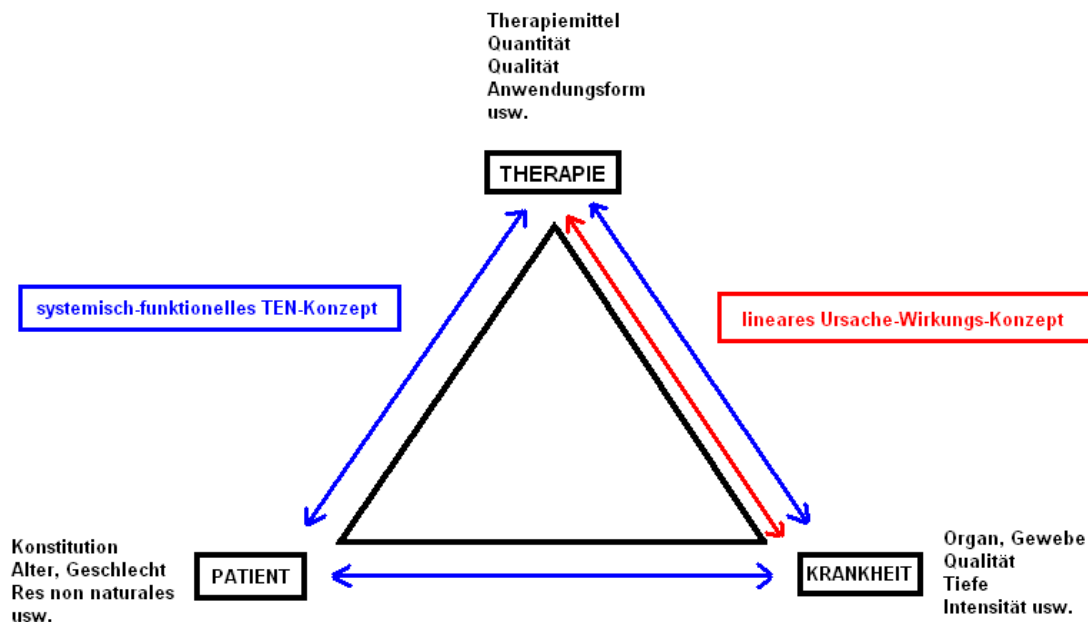 Therapiemittel
Quantität
Qualität
Anwendungsform
usw.
THERAPIE
systemisch-funktionelles TEN-Konzept
lineares Ursache-Wirkungs-Konzept
Konstitution
Alter, Geschlecht
Res non naturales
usw.
PATIENT
KRANKHEIT
Organ, Gewebe
Qualität
Tiefe
Intensität usw.